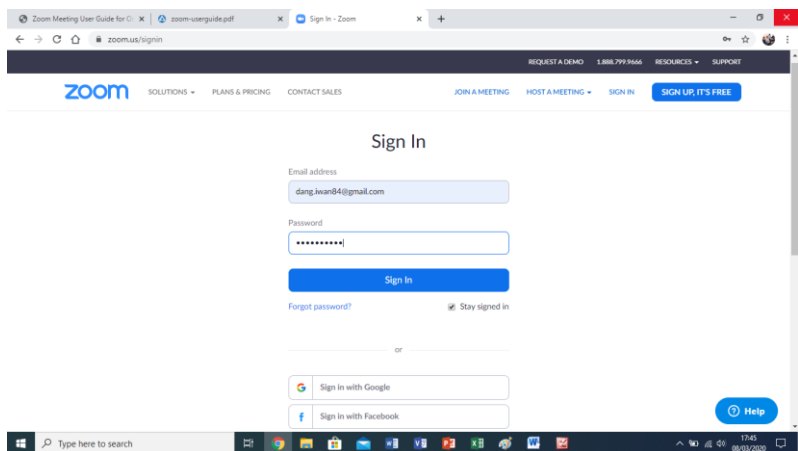 Zoom Meeting User Guide for Cl
zoom-userguide.pdf
Sign In - Zoom
zoom.us/signin
REQUEST A DEMO 1.888.799.9666 RESOURCES SUPPORT
zoom SOLUTIONS PLANS & PRICING CONTACT SALES JOIN A MEETING HOST A MEETING SIGN IN SIGN UP, IT'S FREE
Sign In
Email address
dang.iwan84@gmail.com
Password
••••••••••
Sign In
Forgot password? Stay signed in
or
Sign in with Google
Sign in with Facebook
Help
Type here to search
17:45
08/03/2020